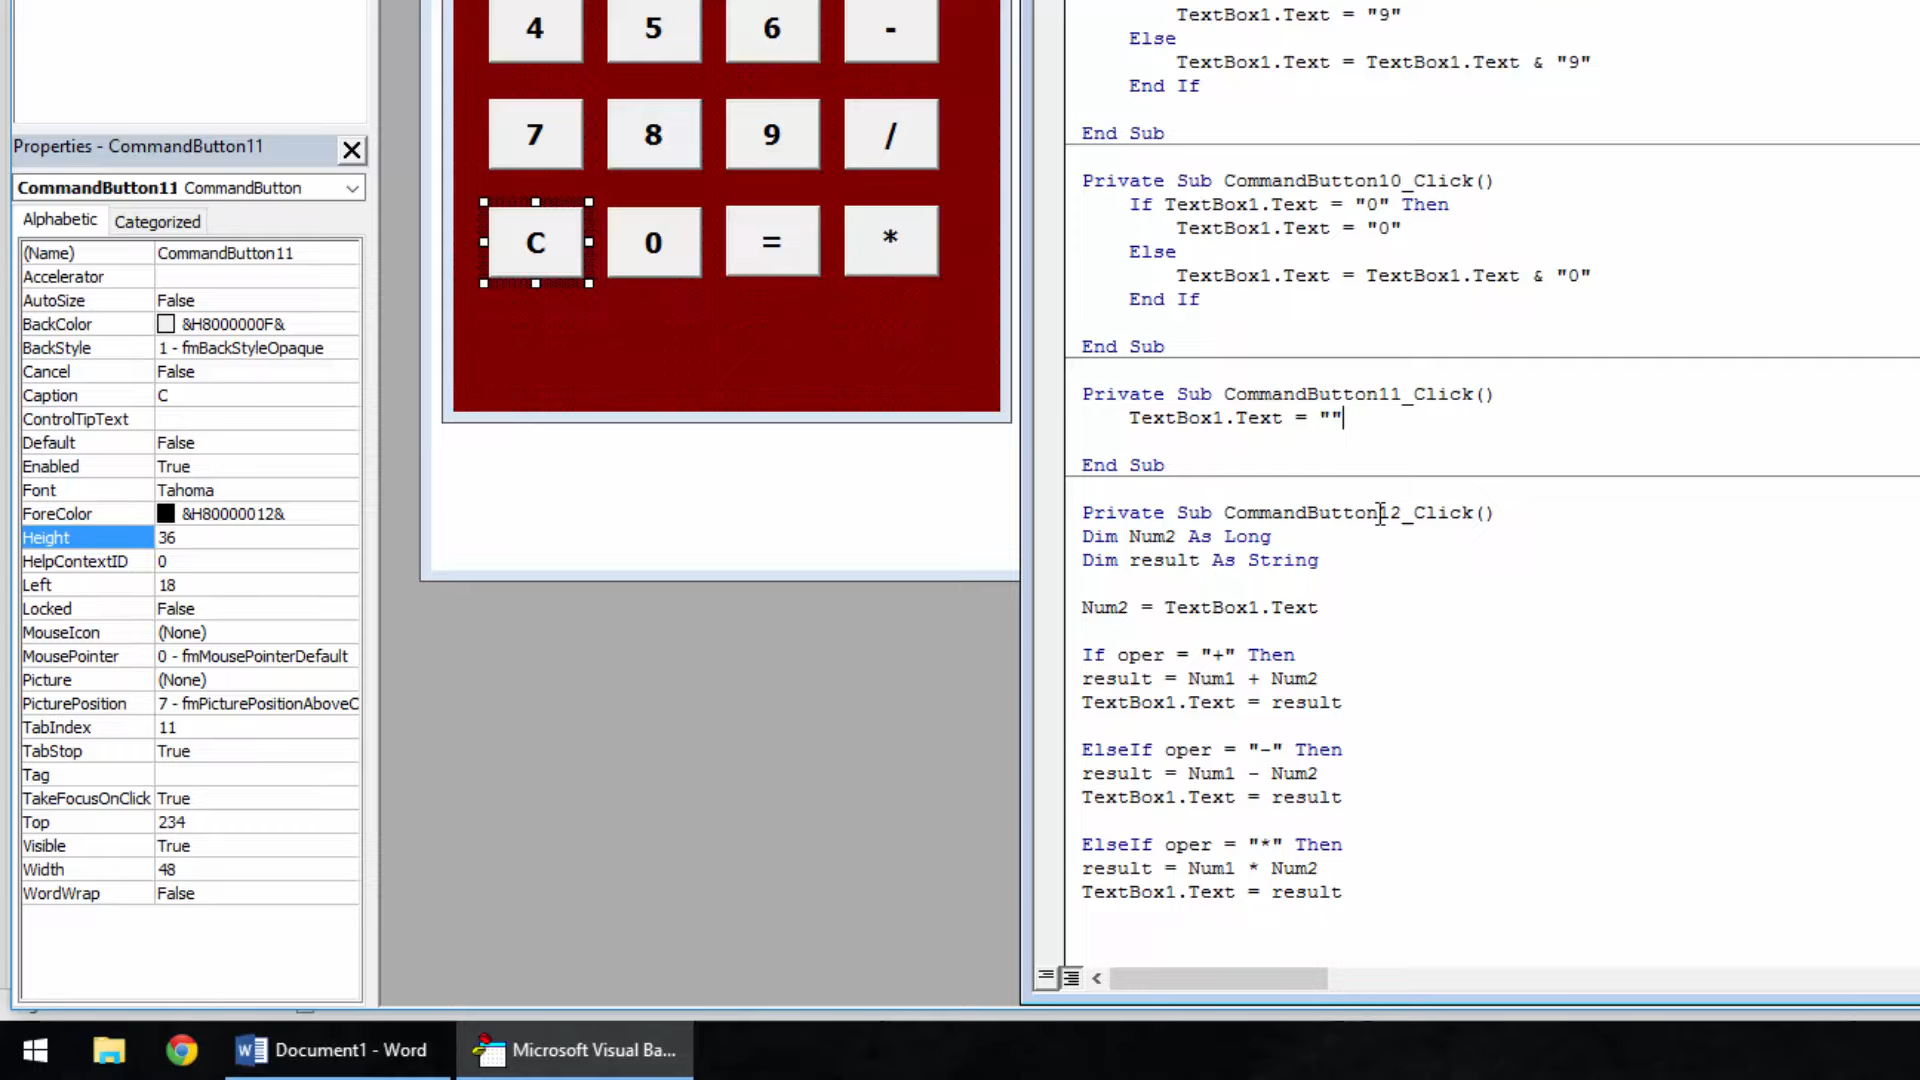 4 5 6 -
7 8 9 /
C 0 = *
Properties - CommandButton11
CommandButton11 CommandButton
Alphabetic Categorized
(Name) CommandButton11
Accelerator
AutoSize False
BackColor &H8000000F&
BackStyle 1 - fmBackStyleOpaque
Cancel False
Caption C
ControlTipText
Default False
Enabled True
Font Tahoma
ForeColor &H80000012&
Height 36
HelpContextID 0
Left 18
Locked False
MouseIcon (None)
MousePointer 0 - fmMousePointerDefault
Picture (None)
PicturePosition 7 - fmPicturePositionAboveC
TabIndex 11
TabStop True
Tag
TakeFocusOnClick True
Top 234
Visible True
Width 48
WordWrap False
TextBox1.Text = "9"
Else
TextBox1.Text = TextBox1.Text & "9"
End If
End Sub
Private Sub CommandButton10_Click()
If TextBox1.Text = "0" Then
TextBox1.Text = "0"
Else
TextBox1.Text = TextBox1.Text & "0"
End If
End Sub
Private Sub CommandButton11_Click()
TextBox1.Text = ""
End Sub
Private Sub CommandButton12_Click()
Dim Num2 As Long
Dim result As String
Num2 = TextBox1.Text
If oper = "+" Then
result = Num1 + Num2
TextBox1.Text = result
ElseIf oper = "-" Then
result = Num1 - Num2
TextBox1.Text = result
ElseIf oper = "*" Then
result = Num1 * Num2
TextBox1.Text = result
Document1 - Word
Microsoft Visual Ba...